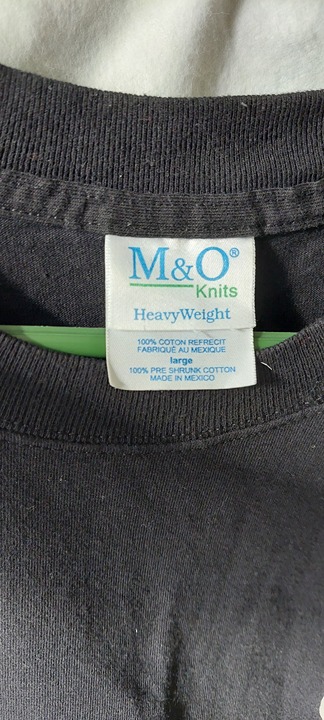 M&O®
Knits
HeavyWeight
100% COTON REFRECIT
FABRIQUÉ AU MEXIQUE
large
100% PRE SHRUNK COTTON
MADE IN MEXICO